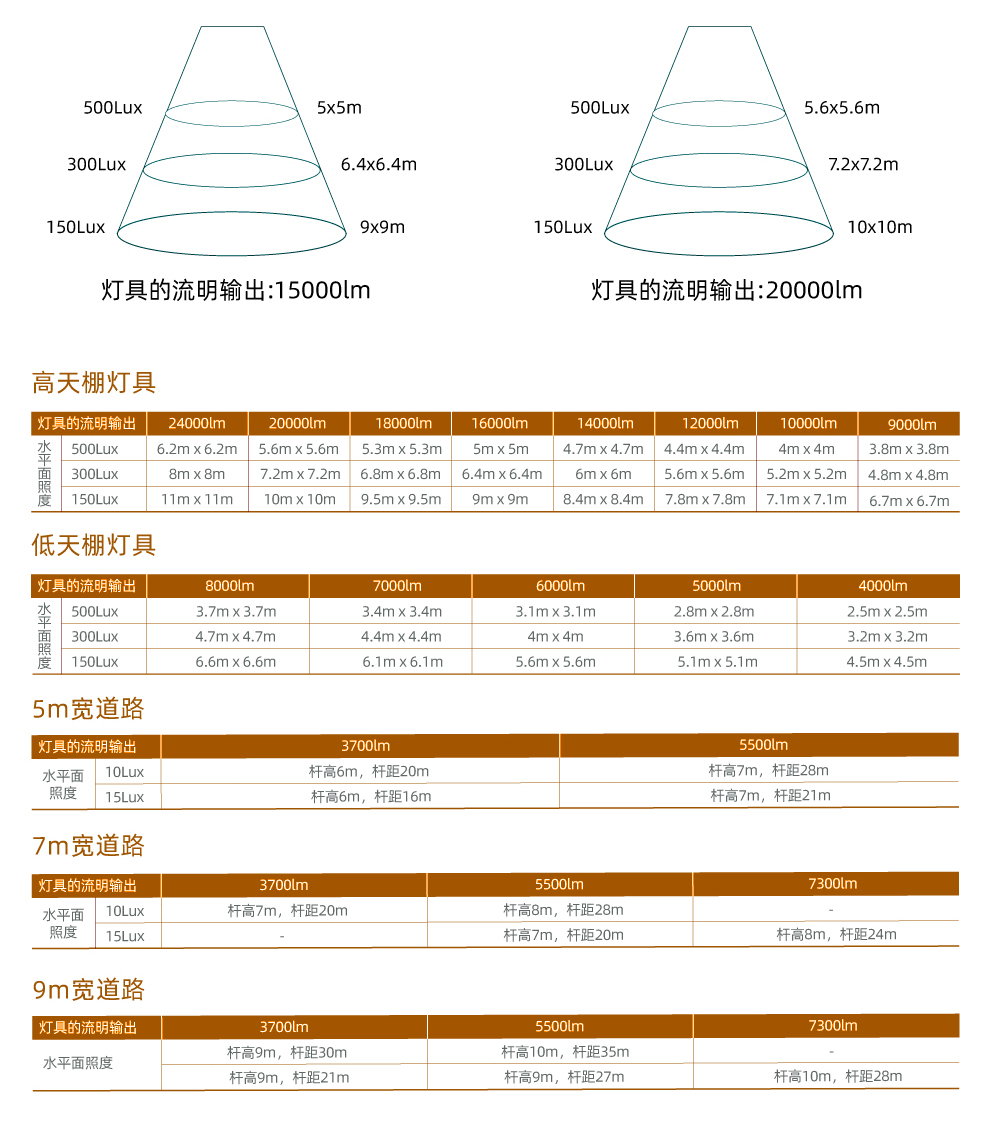 500Lux 5x5m
300Lux 6.4x6.4m
150Lux 9x9m
灯具的流明输出:15000lm
500Lux 5.6x5.6m
300Lux 7.2x7.2m
150Lux 10x10m
灯具的流明输出:20000lm
高天棚灯具
灯具的流明输出 24000lm 20000lm 18000lm 16000lm 14000lm 12000lm 10000lm 9000lm
水平面照度
500Lux 6.2m x 6.2m 5.6m x 5.6m 5.3m x 5.3m 5m x 5m 4.7m x 4.7m 4.4m x 4.4m 4m x 4m 3.8m x 3.8m
300Lux 8m x 8m 7.2m x 7.2m 6.8m x 6.8m 6.4m x 6.4m 6m x 6m 5.6m x 5.6m 5.2m x 5.2m 4.8m x 4.8m
150Lux 11m x 11m 10m x 10m 9.5m x 9.5m 9m x 9m 8.4m x 8.4m 7.8m x 7.8m 7.1m x 7.1m 6.7m x 6.7m
低天棚灯具
灯具的流明输出 8000lm 7000lm 6000lm 5000lm 4000lm
水平面照度
500Lux 3.7m x 3.7m 3.4m x 3.4m 3.1m x 3.1m 2.8m x 2.8m 2.5m x 2.5m
300Lux 4.7m x 4.7m 4.4m x 4.4m 4m x 4m 3.6m x 3.6m 3.2m x 3.2m
150Lux 6.6m x 6.6m 6.1m x 6.1m 5.6m x 5.6m 5.1m x 5.1m 4.5m x 4.5m
5m宽道路
灯具的流明输出 3700lm 5500lm
水平面
照度
10Lux 杆高6m，杆距20m 杆高7m，杆距28m
15Lux 杆高6m，杆距16m 杆高7m，杆距21m
7m宽道路
灯具的流明输出 3700lm 5500lm 7300lm
水平面
照度
10Lux 杆高7m，杆距20m 杆高8m，杆距28m -
15Lux - 杆高7m，杆距20m 杆高8m，杆距24m
9m宽道路
灯具的流明输出 3700lm 5500lm 7300lm
水平面照度
杆高9m，杆距30m 杆高10m，杆距35m -
杆高9m，杆距21m 杆高9m，杆距27m 杆高10m，杆距28m